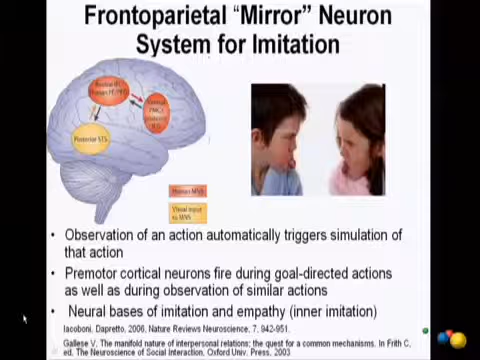 Frontoparietal “Mirror” Neuron
System for Imitation
Posterior STS
Human MNS
Visual input
to MNS
• Observation of an action automatically triggers simulation of
that action
• Premotor cortical neurons fire during goal-directed actions
as well as during observation of similar actions
• Neural bases of imitation and empathy (inner imitation)
Iacoboni, Dapretto, 2006, Nature Reviews Neuroscience, 7, 942-951.
Gallese V. The manifold nature of interpersonal relations: the quest for a common mechanisms. In Frith C,
ed, The Neuroscience of Social Interaction, Oxford Univ. Press, 2003